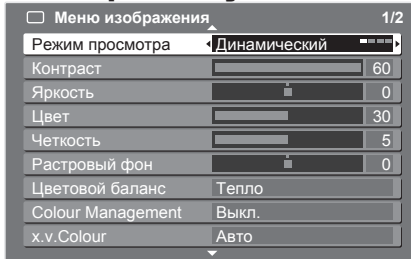 Меню изображения 1/2
Режим просмотра Динамический
Контраст 60
Яркость 0
Цвет 30
Четкость 5
Растровый фон 0
Цветовой баланс Тепло
Colour Management Выкл.
x.v.Colour Авто